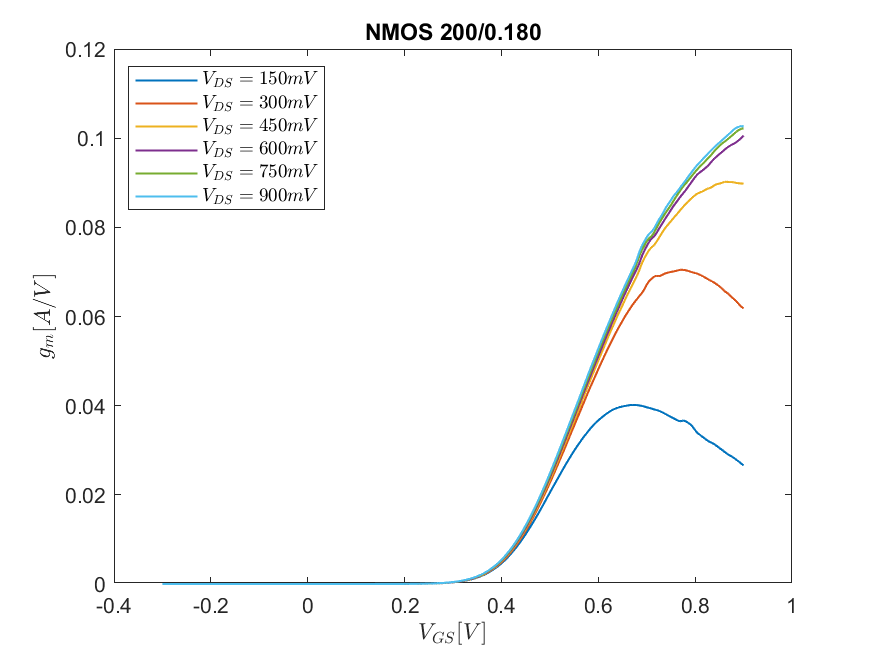 NMOS 200/0.180
0.12
0.1
0.08
0.06
0.04
0.02
0
g_m[A/V]
V_DS = 150mV
V_DS = 300mV
V_DS = 450mV
V_DS = 600mV
V_DS = 750mV
V_DS = 900mV
-0.4 -0.2 0 0.2 0.4 0.6 0.8 1
V_GS[V]